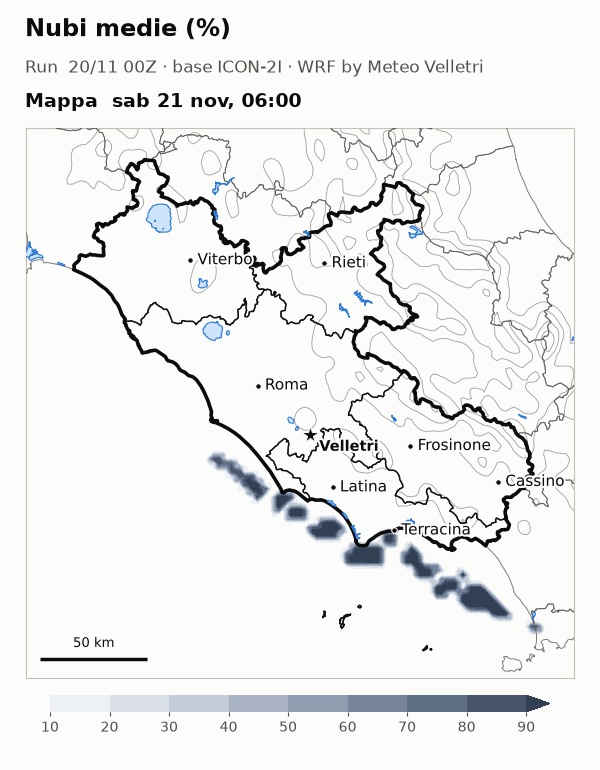 Nubi medie (%)
Run  20/11 00Z · base ICON-2I · WRF by Meteo Velletri
Mappa  sab 21 nov, 06:00
Viterbo
Rieti
Roma
Velletri
Frosinone
Latina
Cassino
Terracina
50 km
10 20 30 40 50 60 70 80 90